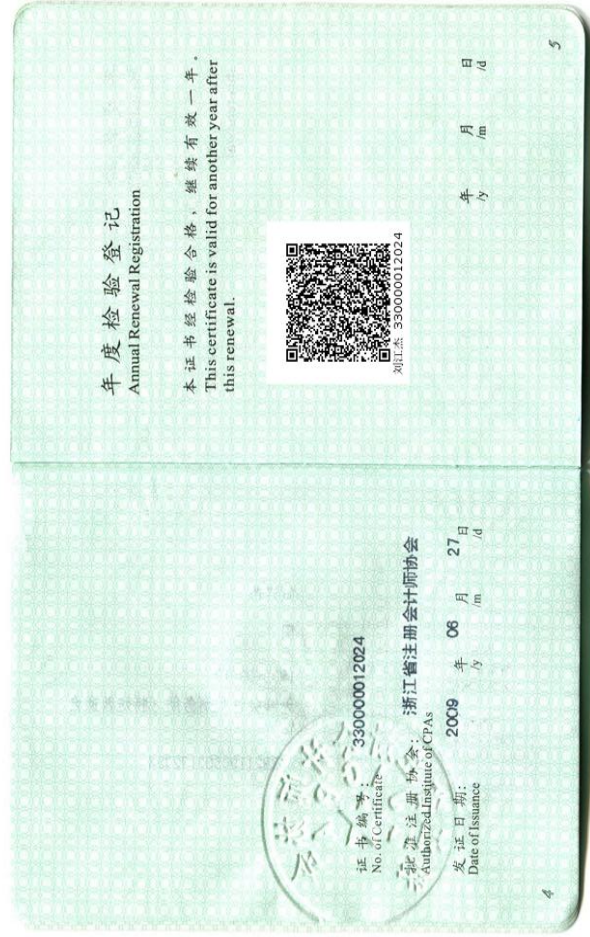 证书编号： 330000012024
No. of Certificate
批准注册协会： 浙江省注册会计师协会
Authorized Institute of CPAs
发证日期： 2009 年 06 月 27 日
Date of Issuance /y /m /d
4
年度检验登记
Annual Renewal Registration
本证书经检验合格，继续有效一年。
This certificate is valid for another year after
this renewal.
刘江杰 330000012024
年 月 日
/y /m /d
5